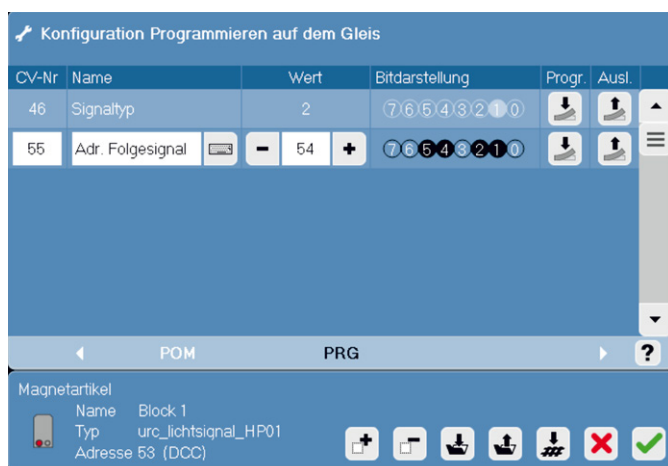 Konfiguration Programmieren auf dem Gleis
CV-Nr Name Wert Bitdarstellung Progr. Ausl.
46 Signaltyp 2 7 6 5 4 3 2 1 0
55 Adr. Folgesignal - 54 + 7 6 5 4 3 2 1 0
POM PRG ?
Magnetartikel
Name Block 1
Typ urc_lichtsignal_HP01
Adresse 53 (DCC)